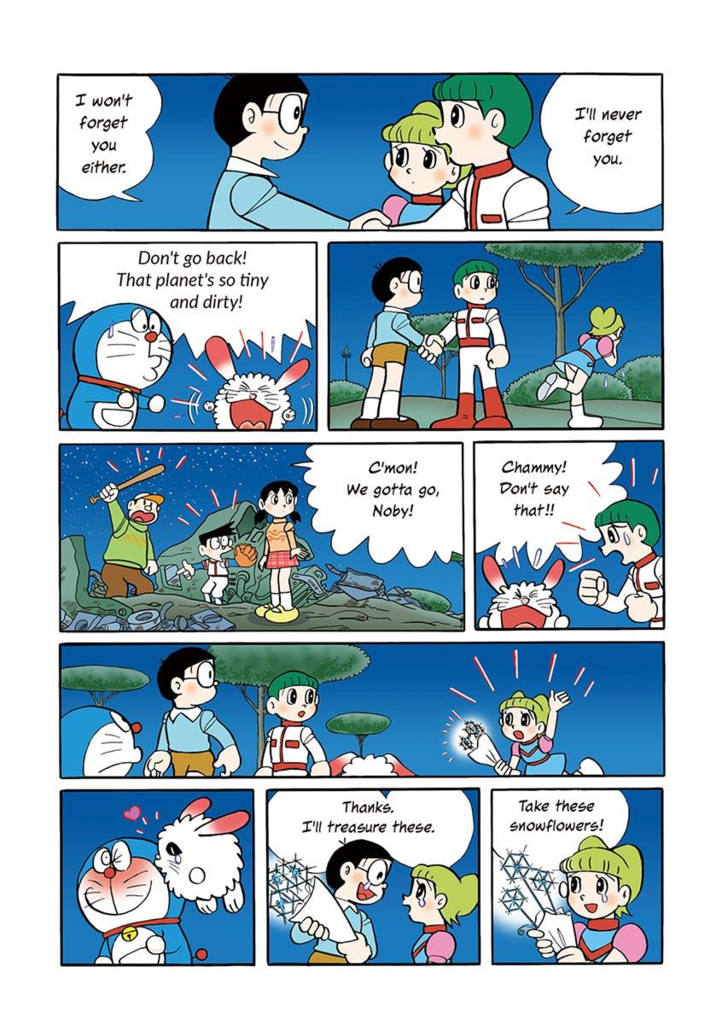 I'll never
forget
you.
I won't
forget
you
either.
Don't go back!
That planet's so tiny
and dirty!
Chammy!
Don't say
that!!
C'mon!
We gotta go,
Noby!
Take these
snowflowers!
Thanks.
I'll treasure these.